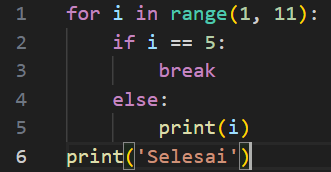 1 for i in range(1, 11):
2     if i == 5:
3         break
4     else:
5         print(i)
6 print('Selesai')